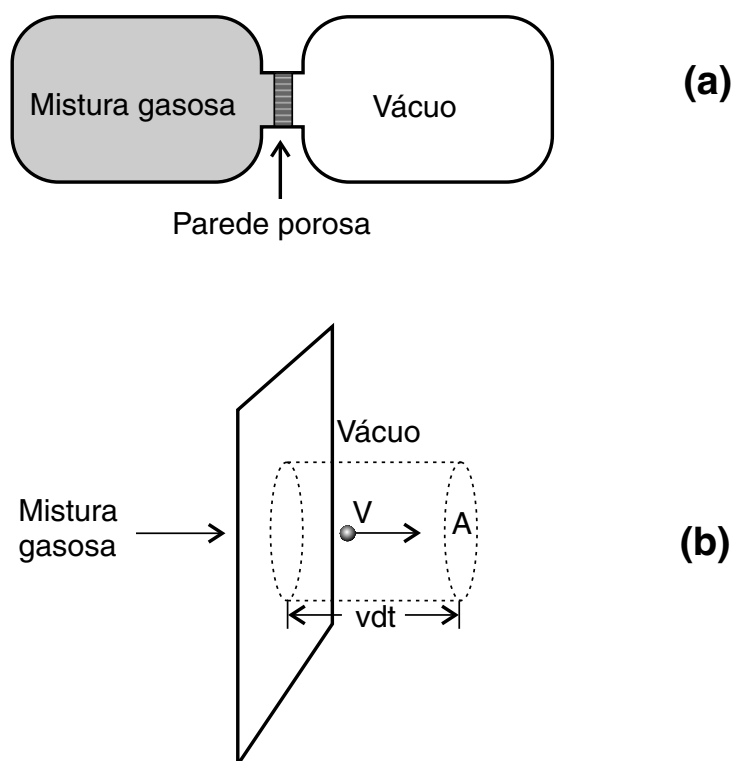 Mistura gasosa
Vácuo
(a)
Parede porosa
Vácuo
Mistura
gasosa
V
A
(b)
vdt